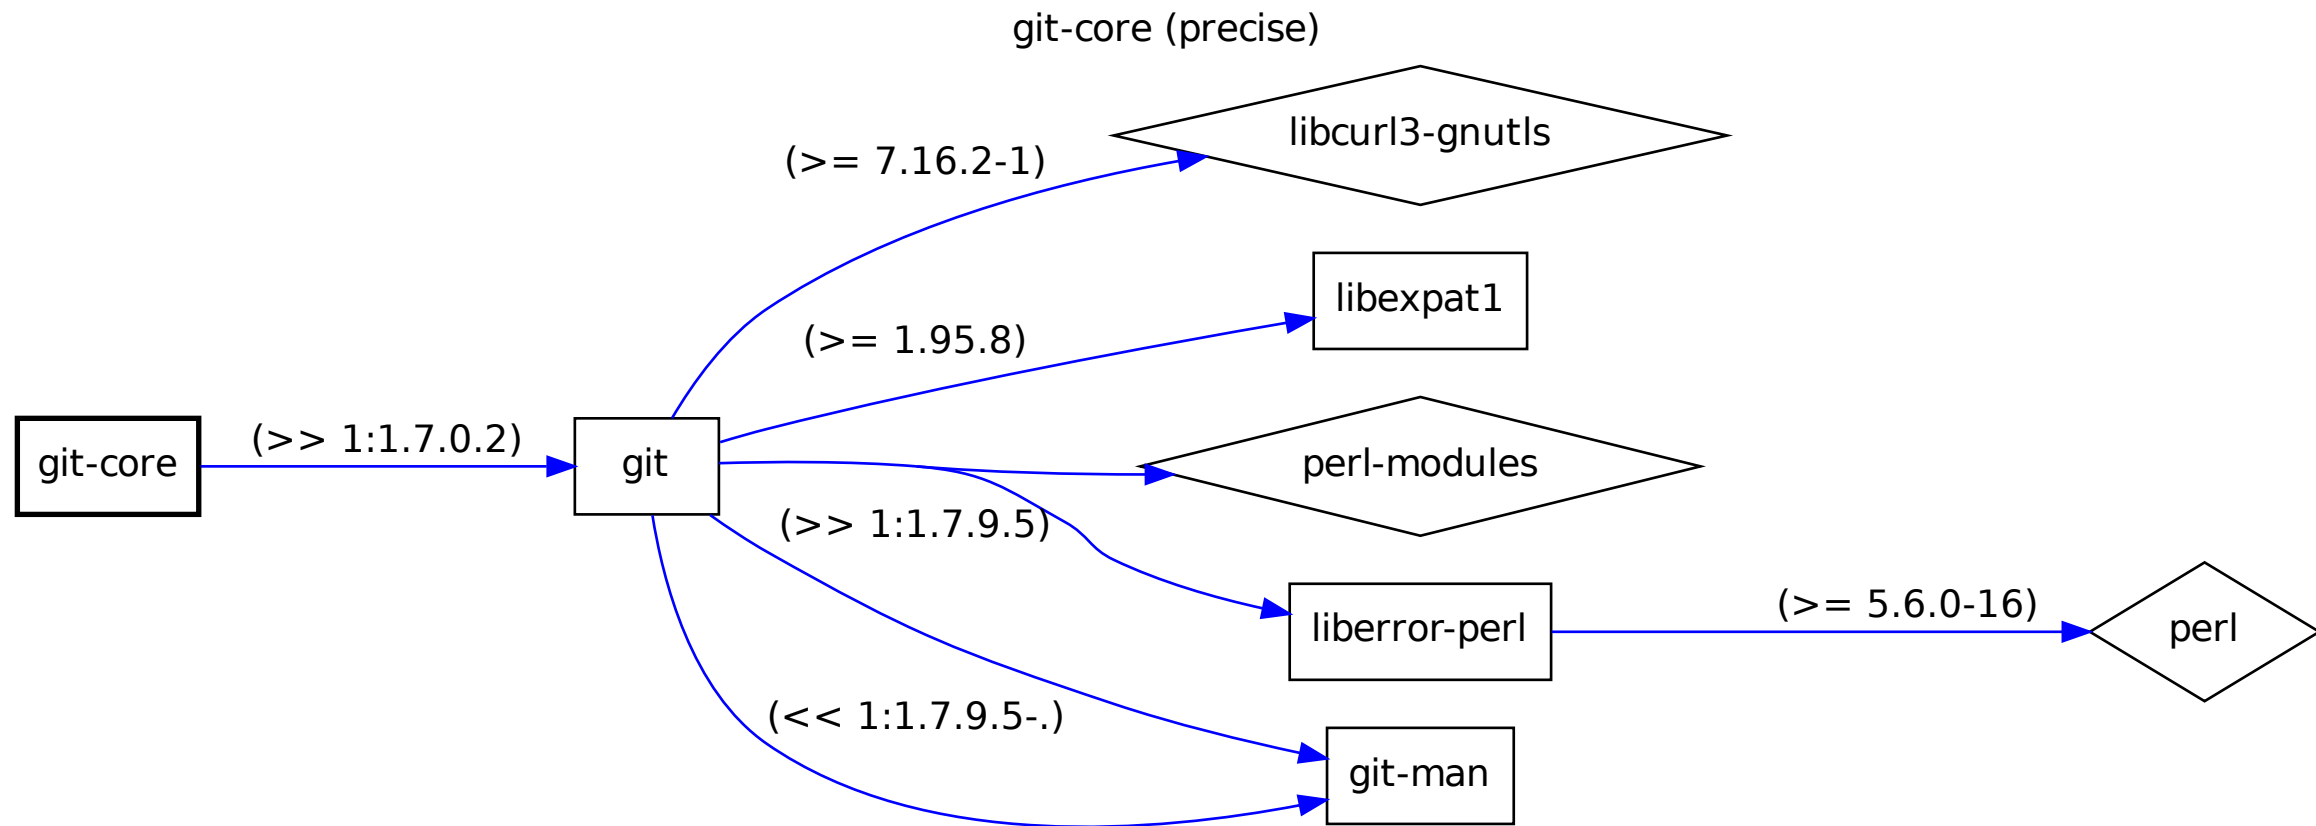 git-core (precise)
libcurl3-gnutls
(>= 7.16.2-1)
libexpat1
(>= 1.95.8)
git-core
(>> 1:1.7.0.2)
git
perl-modules
(>> 1:1.7.9.5)
liberror-perl
(>= 5.6.0-16)
perl
(<< 1:1.7.9.5-.)
git-man